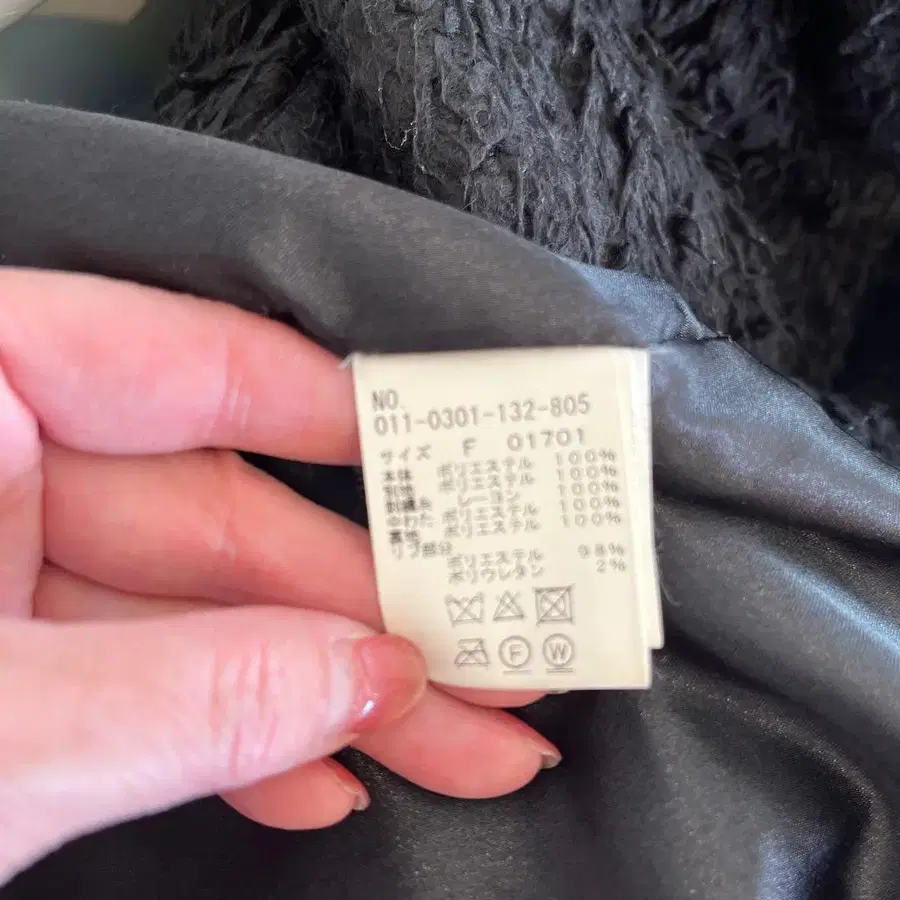 NO.
011-0301-132-805
サイズ F 01701
本体 ポリエステル 100%
別地 ポリエステル 100%
刺繍糸 レーヨン 100%
中わた ポリエステル 100%
裏地 ポリエステル 100%
リブ部分
ポリエステル 98%
ポリウレタン 2%
F W